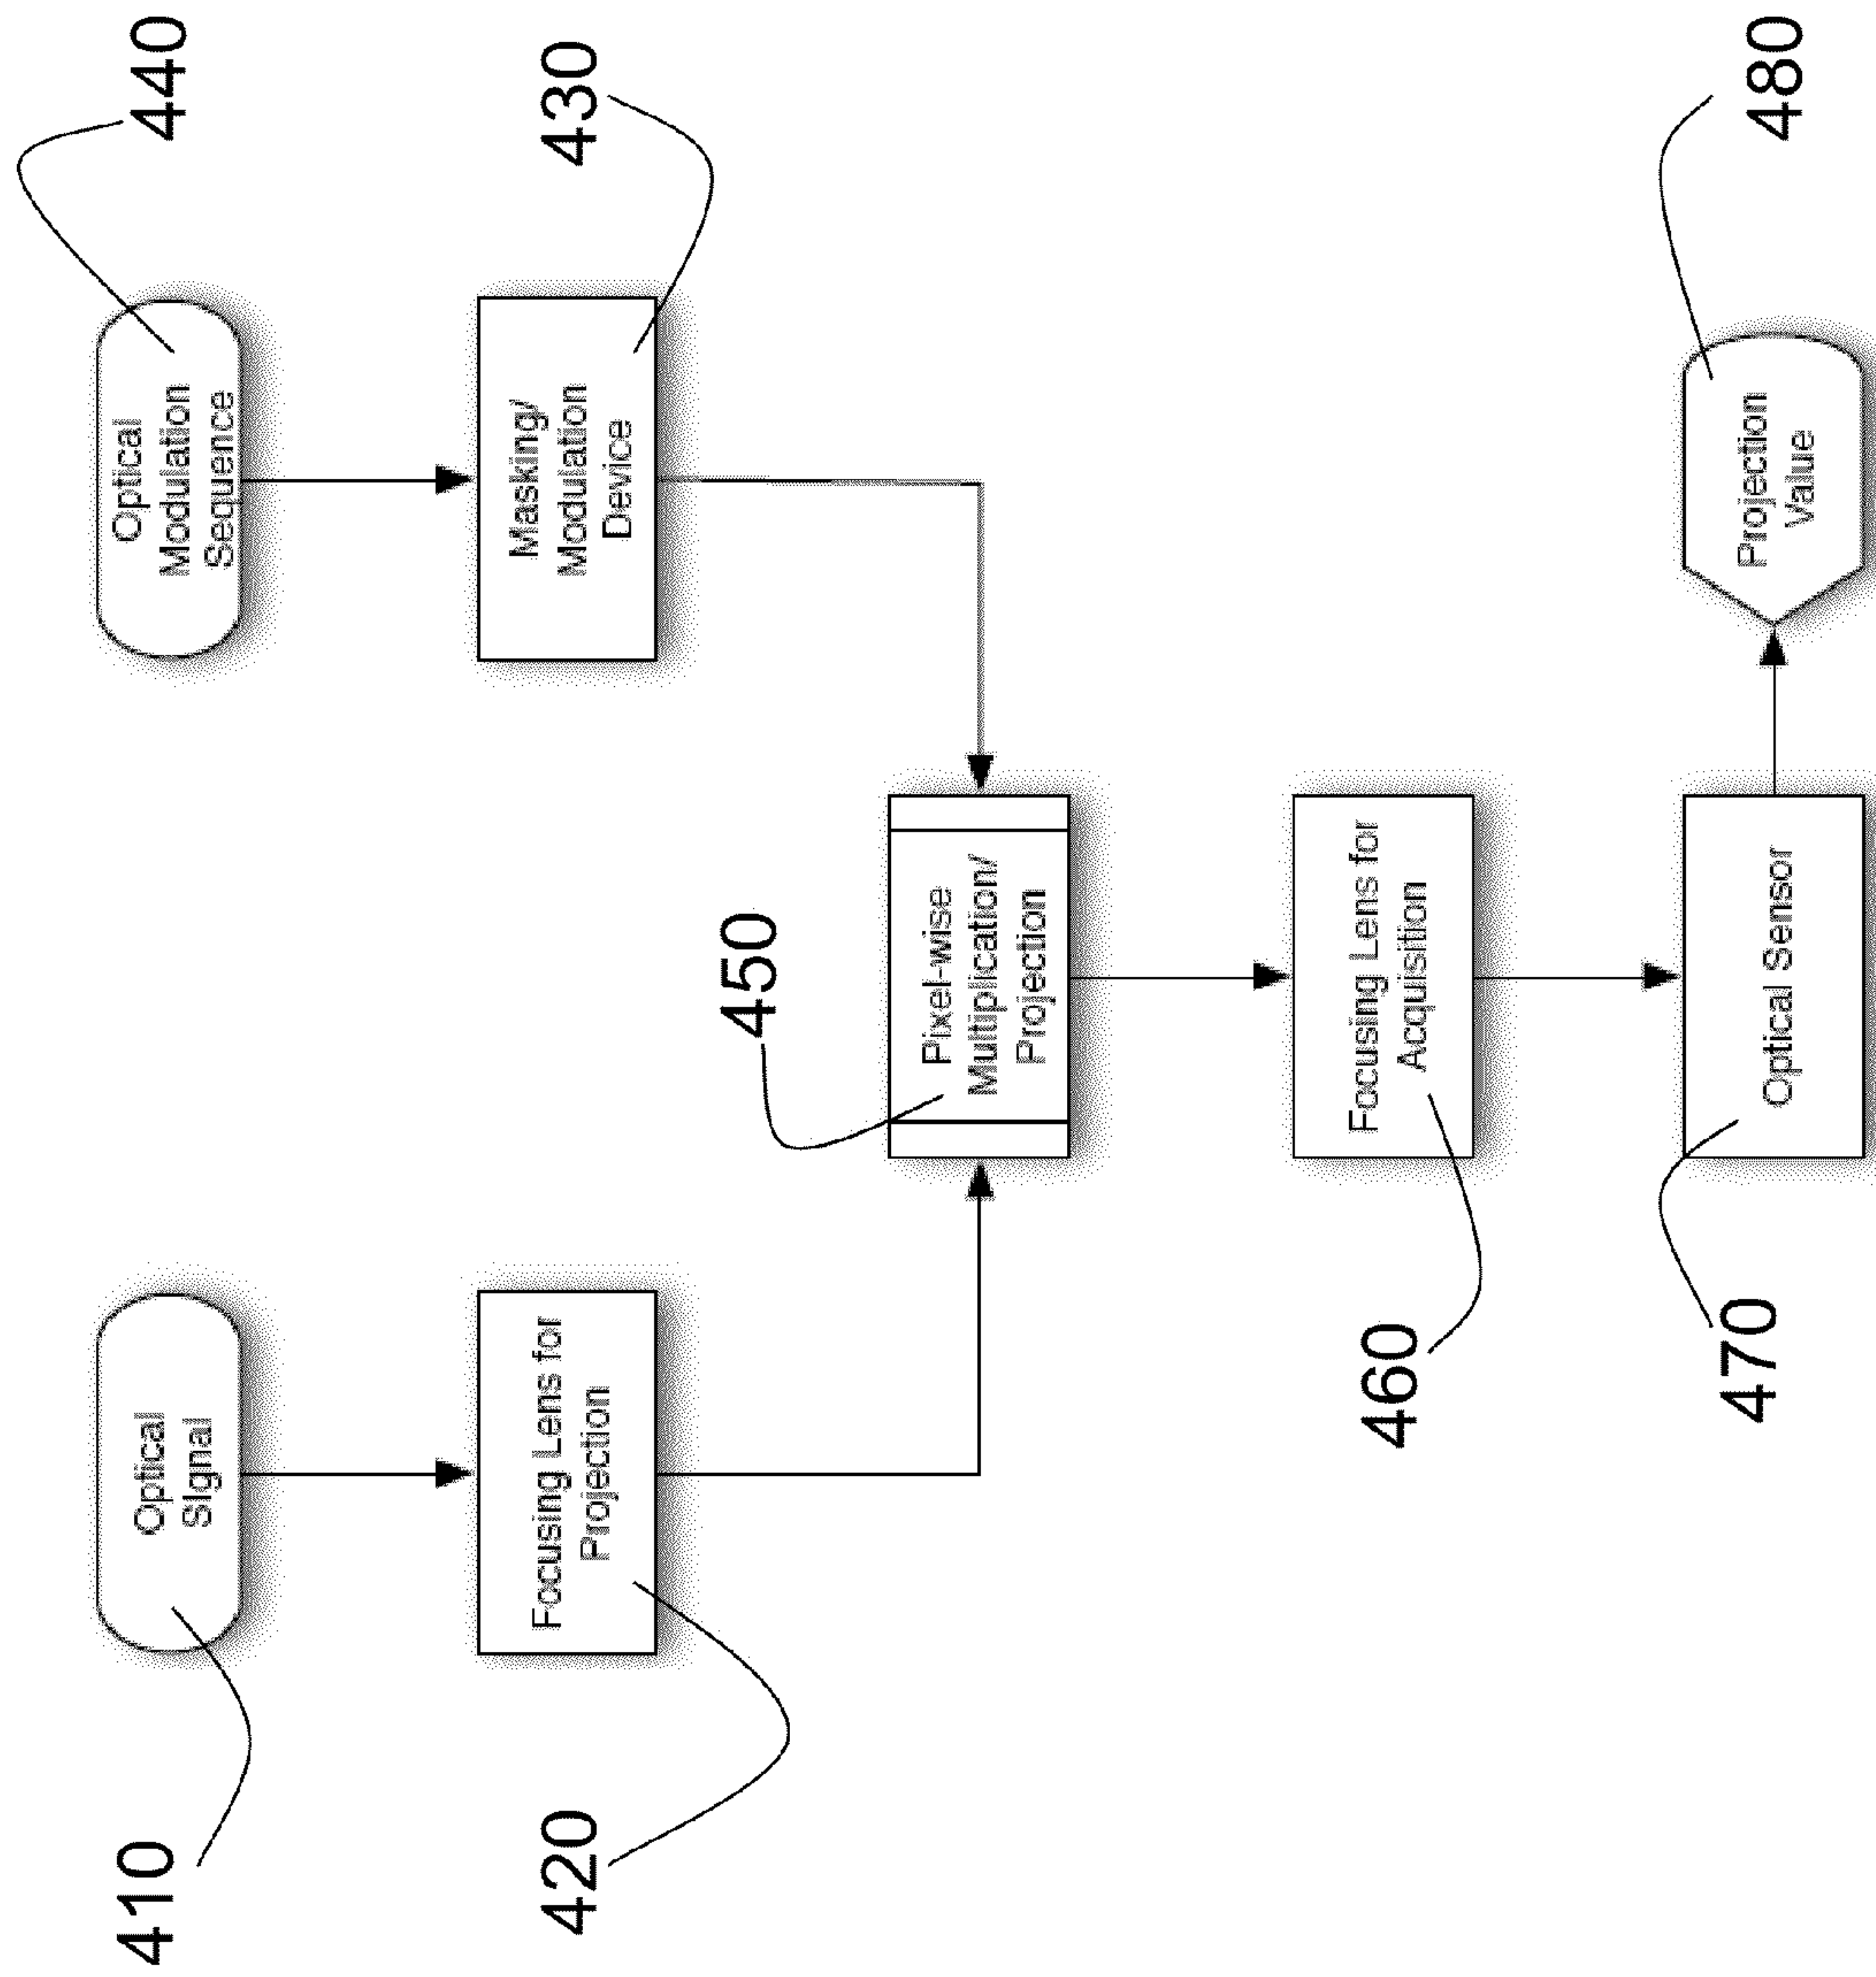 410
Optical
SIgnal
440
Optical
Modulation
Sequence
420
Focusing Lens for
Projection
430
Masking/
Modulation
Device
450
Pixel-wise
Multiplication/
Projection
460
Focusing Lens for
Acquisition
470
Optical Sensor
480
Projection
Value